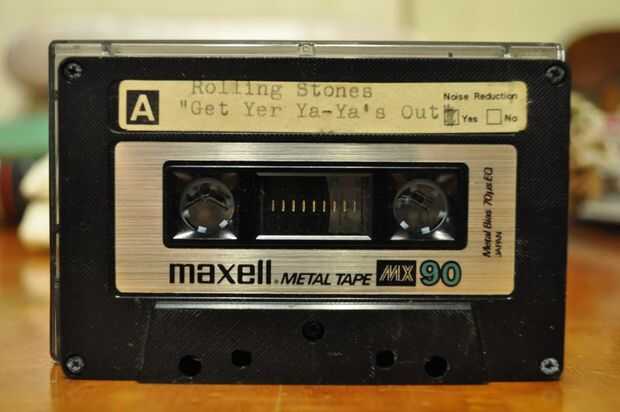 Rolling Stones
A
"Get Yer Ya-Ya's Out"
Noise Reduction
Yes No
maxell. METAL TAPE MX 90
Metal Bias 70µs EQ
JAPAN